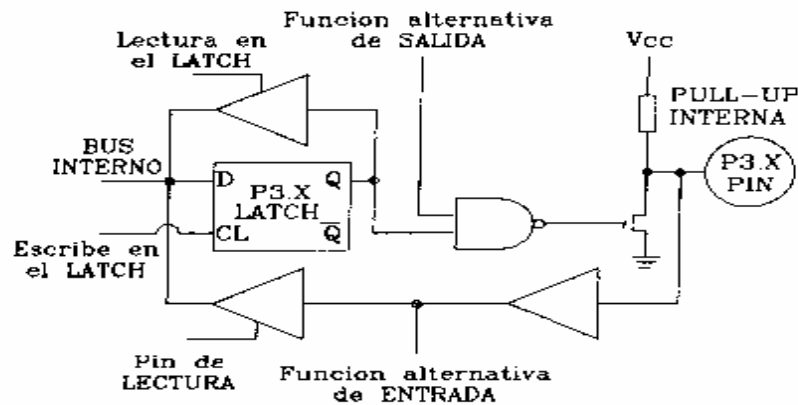 Funcion alternativa
de SALIDA
Lectura en
el LATCH
Vcc
PULL-UP
INTERNA
BUS
INTERNO
D
P3.X
Q
LATCH
CL
Q
P3.X
PIN
Escribe en
el LATCH
Pin de
LECTURA
Funcion alternativa
de ENTRADA